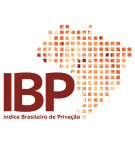 IBP
Índice Brasileiro de Privação